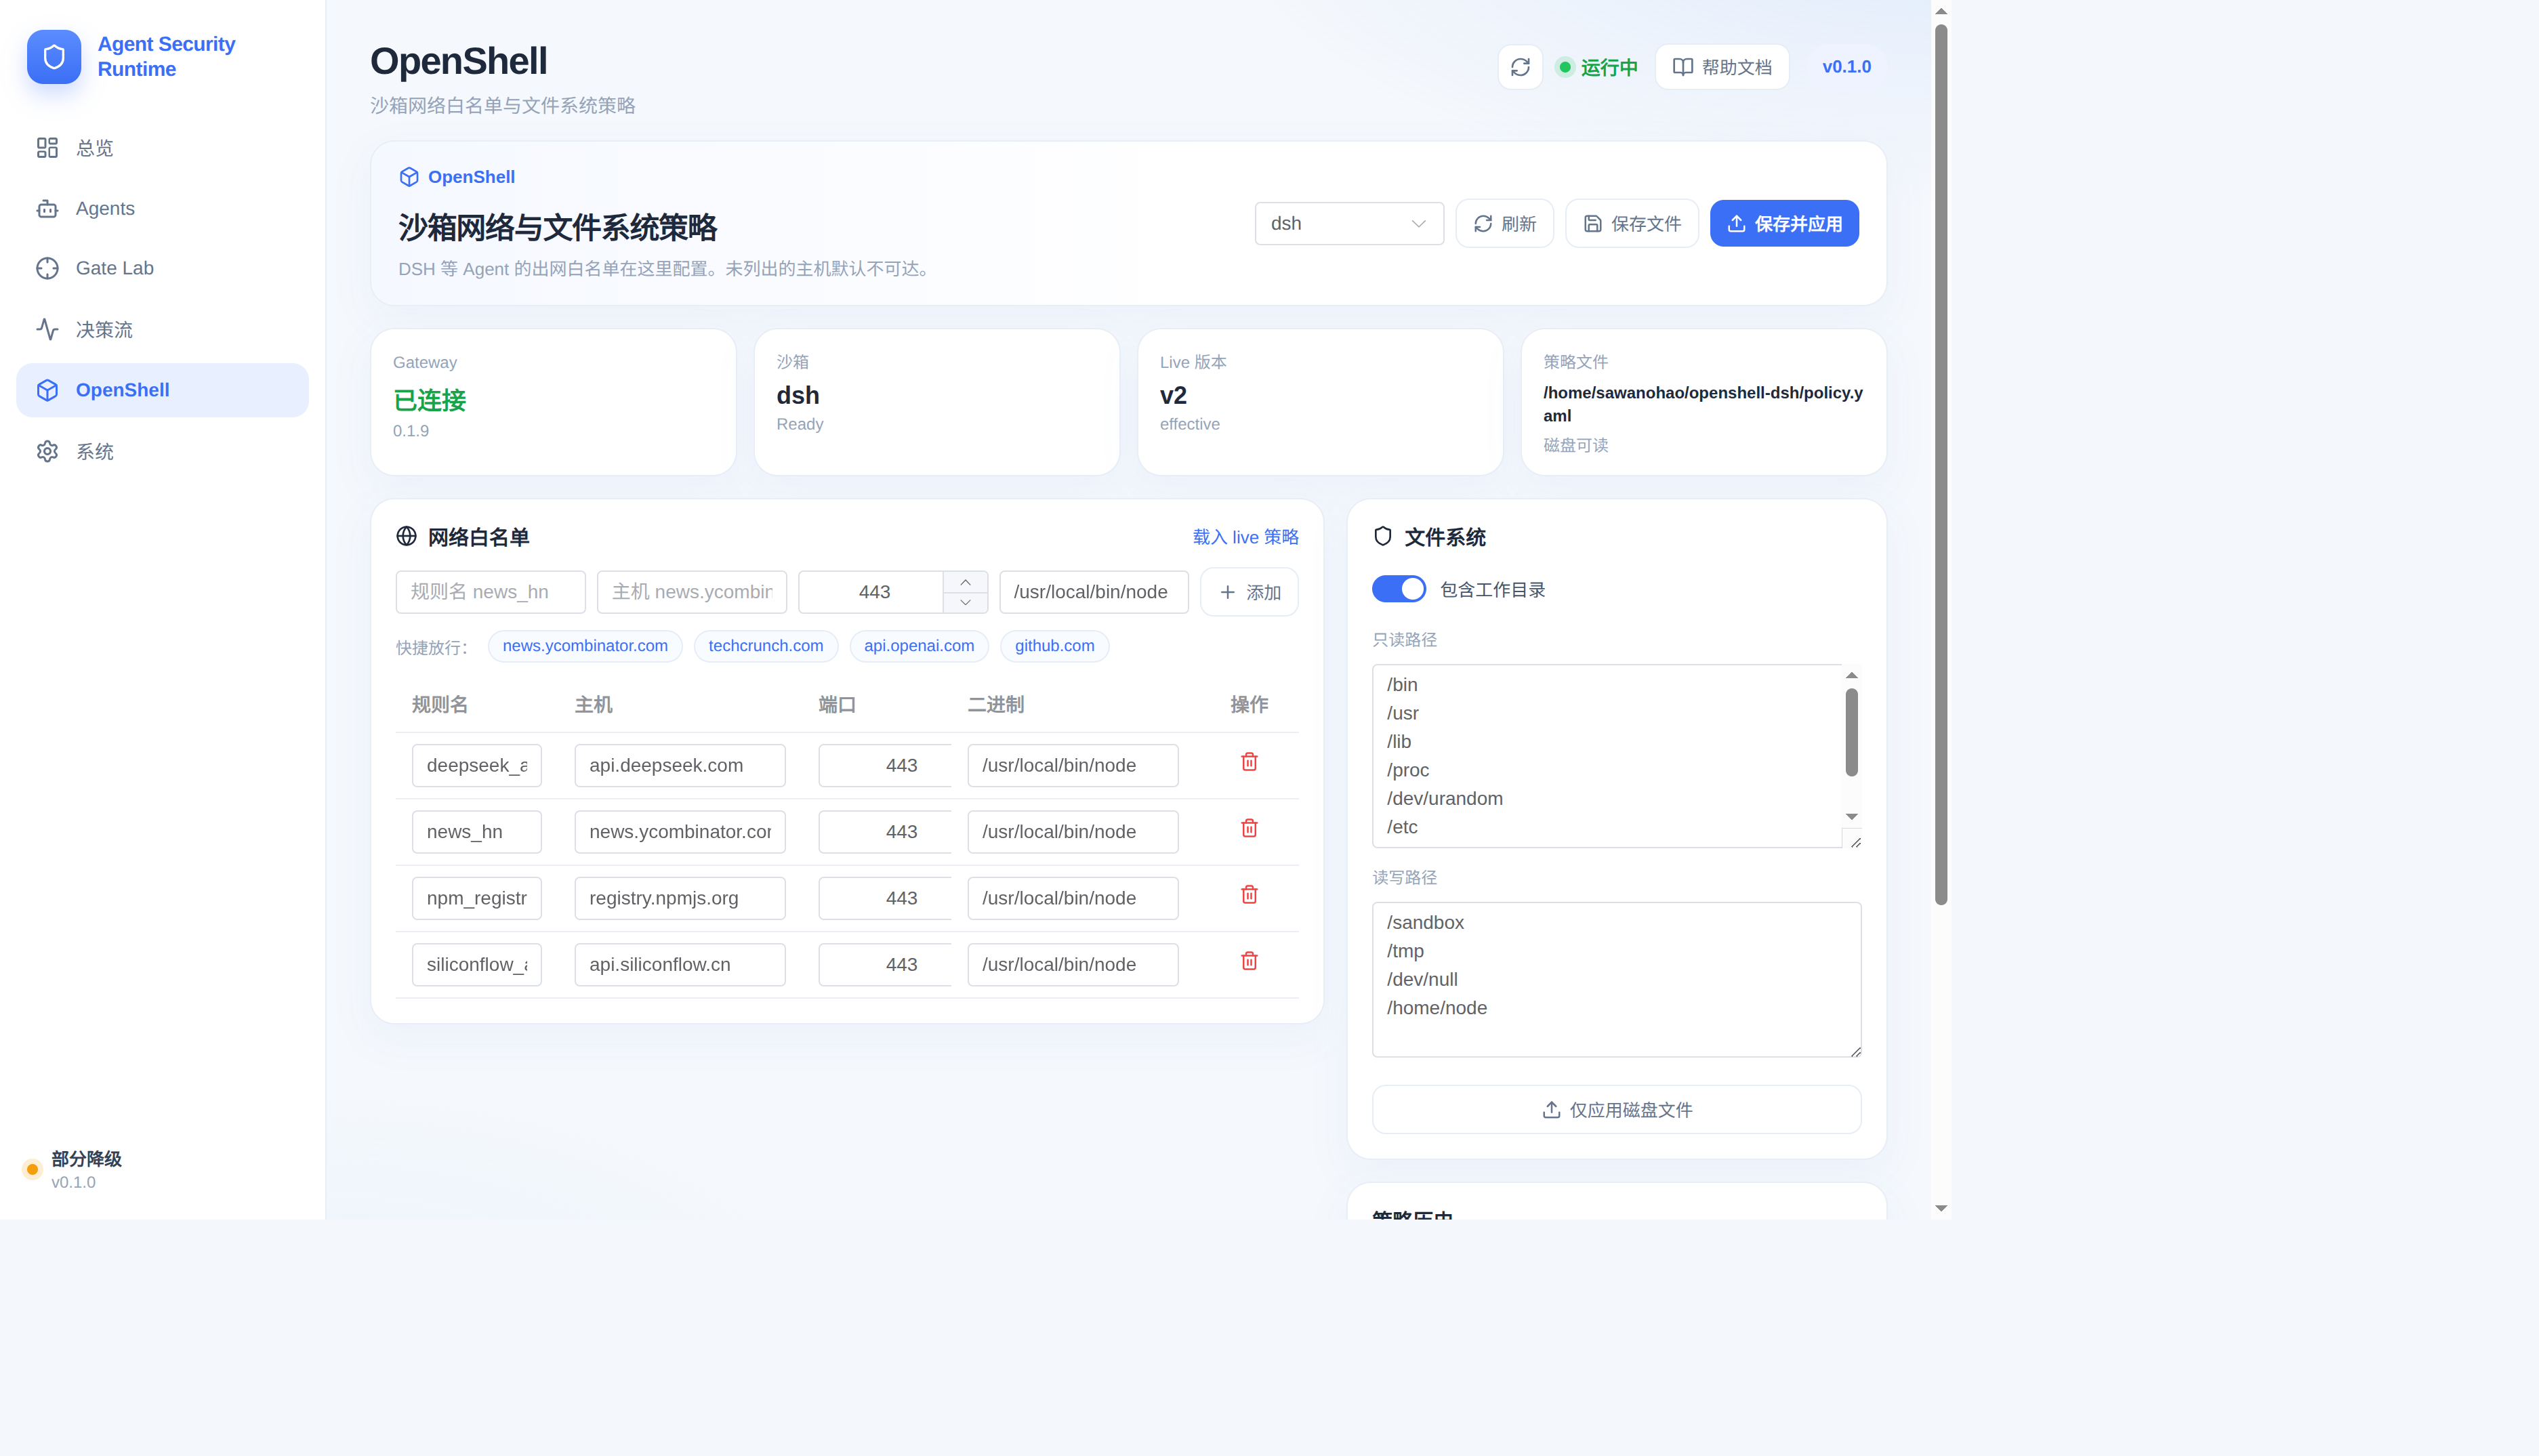 Agent Security
Runtime
总览
Agents
Gate Lab
决策流
OpenShell
系统
部分降级
v0.1.0
OpenShell
沙箱网络白名单与文件系统策略
运行中
帮助文档
v0.1.0
OpenShell
沙箱网络与文件系统策略
DSH 等 Agent 的出网白名单在这里配置。未列出的主机默认不可达。
dsh
刷新
保存文件
保存并应用
Gateway
已连接
0.1.9
沙箱
dsh
Ready
Live 版本
v2
effective
策略文件
/home/sawanohao/openshell-dsh/policy.y
aml
磁盘可读
网络白名单
载入 live 策略
规则名 news_hn
主机 news.ycombin
443
/usr/local/bin/node
添加
快捷放行：
news.ycombinator.com
techcrunch.com
api.openai.com
github.com
规则名 主机 端口 二进制 操作
deepseek_a api.deepseek.com 443 /usr/local/bin/node
news_hn news.ycombinator.com 443 /usr/local/bin/node
npm_registr registry.npmjs.org 443 /usr/local/bin/node
siliconflow_a api.siliconflow.cn 443 /usr/local/bin/node
文件系统
包含工作目录
只读路径
/bin
/usr
/lib
/proc
/dev/urandom
/etc
读写路径
/sandbox
/tmp
/dev/null
/home/node
仅应用磁盘文件
策略历史